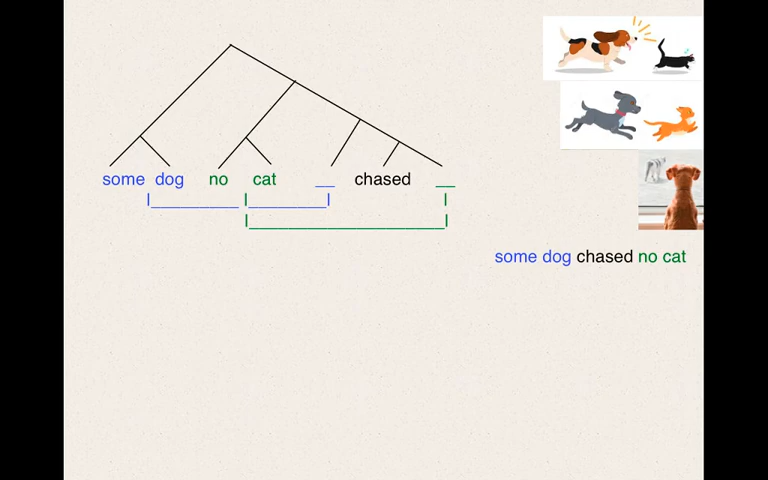 some dog no cat __ chased __
some dog chased no cat